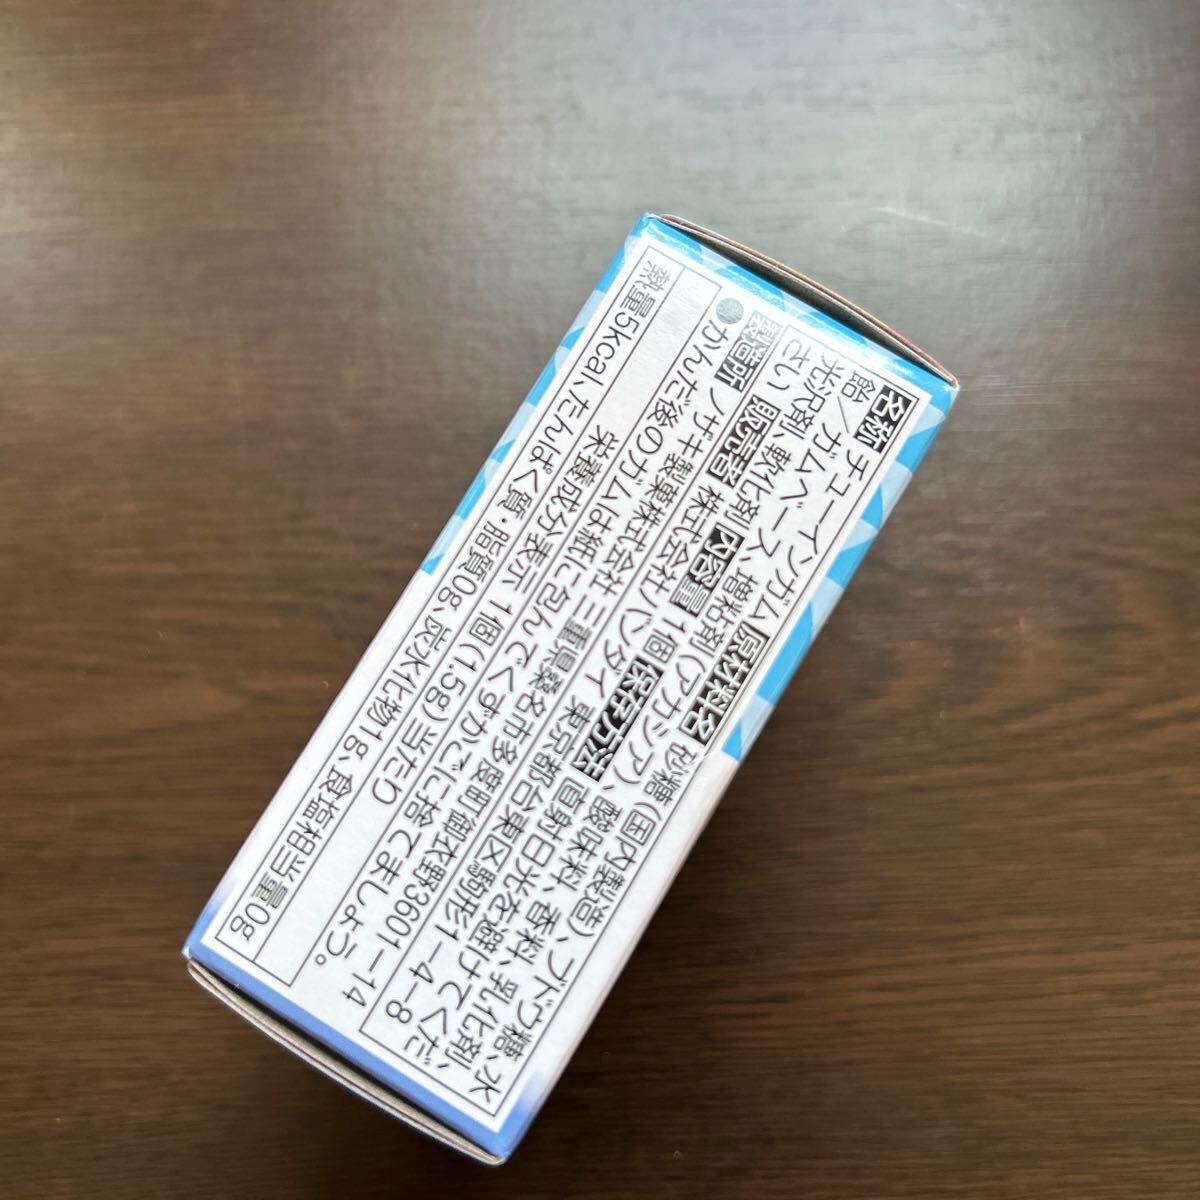 名称 チューインガム 原材料名 砂糖(国内製造)、ブドウ糖、水
飴／ガムベース、増粘剤(アカシア)、酸味料、香料、乳化剤、
光沢剤、軟化剤 内容量 1個 保存方法 直射日光を避けてくだ
さい 販売者 株式会社バンダイ 東京都台東区駒形1−4−8
製造所 ノザキ製菓株式会社 三重県桑名市多度町御衣野3601−14
●かんだ後のガムは紙に包んでくずかごに捨てましょう。
栄養成分表示 1個(1.5g)当たり
熱量5kcal、たんぱく質・脂質0g、炭水化物1g、食塩相当量0g